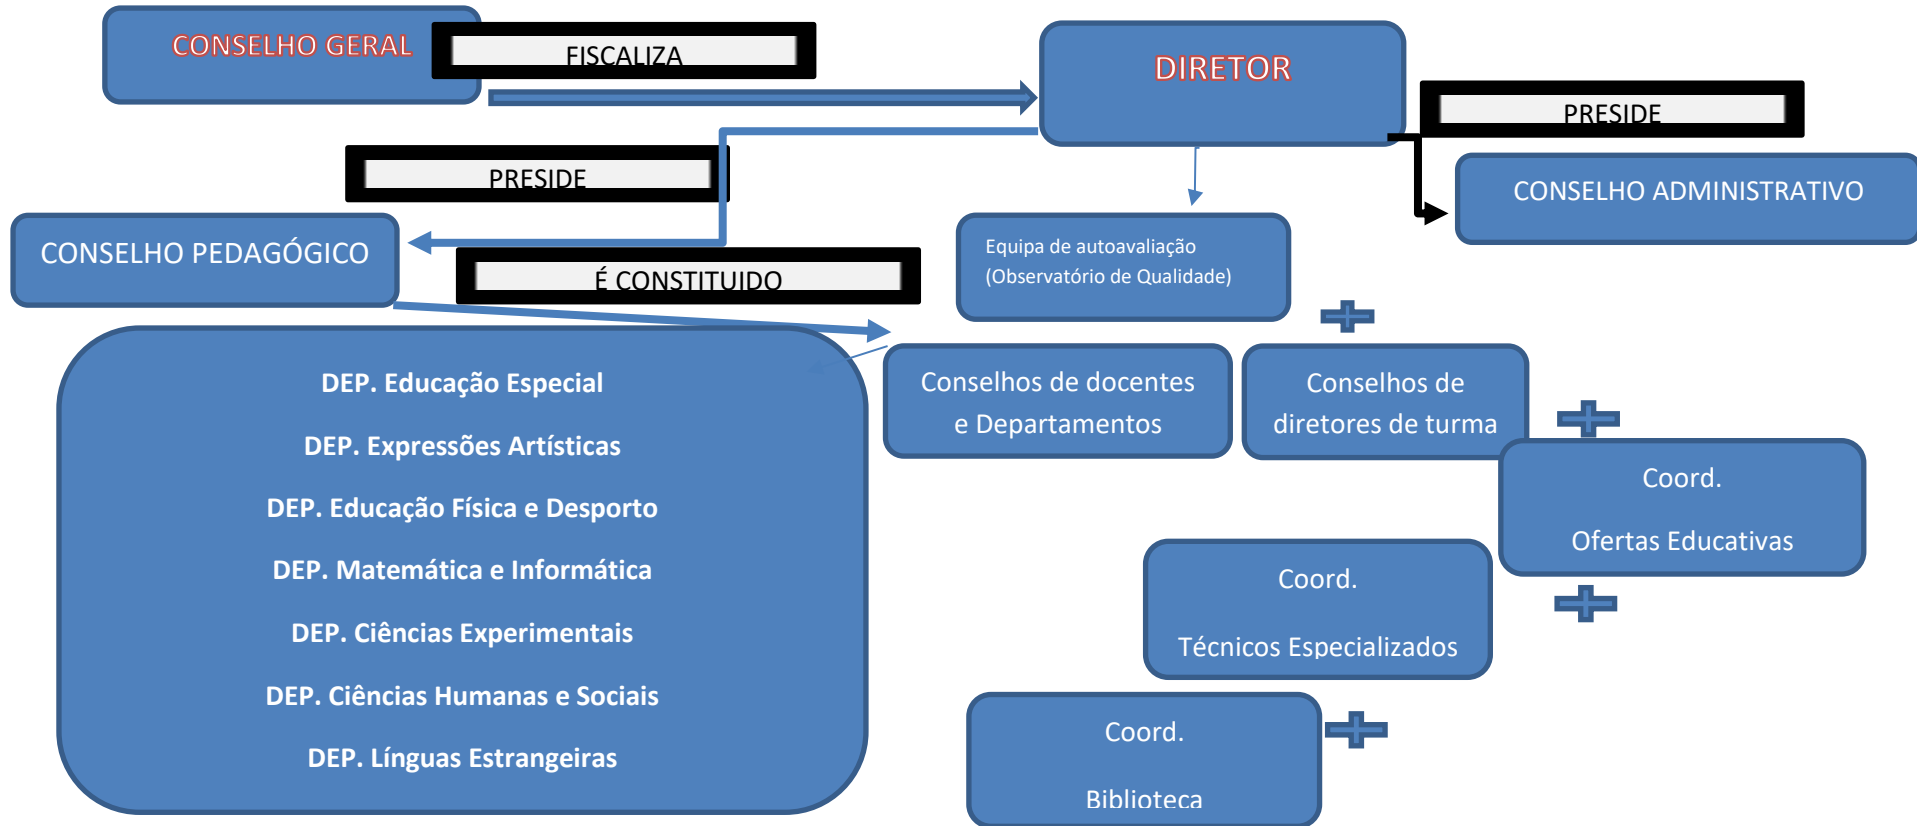 CONSELHO GERAL
FISCALIZA
DIRETOR
PRESIDE
PRESIDE
CONSELHO ADMINISTRATIVO
CONSELHO PEDAGÓGICO
É CONSTITUIDO
Equipa de autoavaliação
(Observatório de Qualidade)
DEP. Educação Especial
DEP. Expressões Artísticas
DEP. Educação Física e Desporto
DEP. Matemática e Informática
DEP. Ciências Experimentais
DEP. Ciências Humanas e Sociais
DEP. Línguas Estrangeiras
Conselhos de docentes
e Departamentos
Conselhos de
diretores de turma
Coord.
Ofertas Educativas
Coord.
Técnicos Especializados
Coord.
Biblioteca